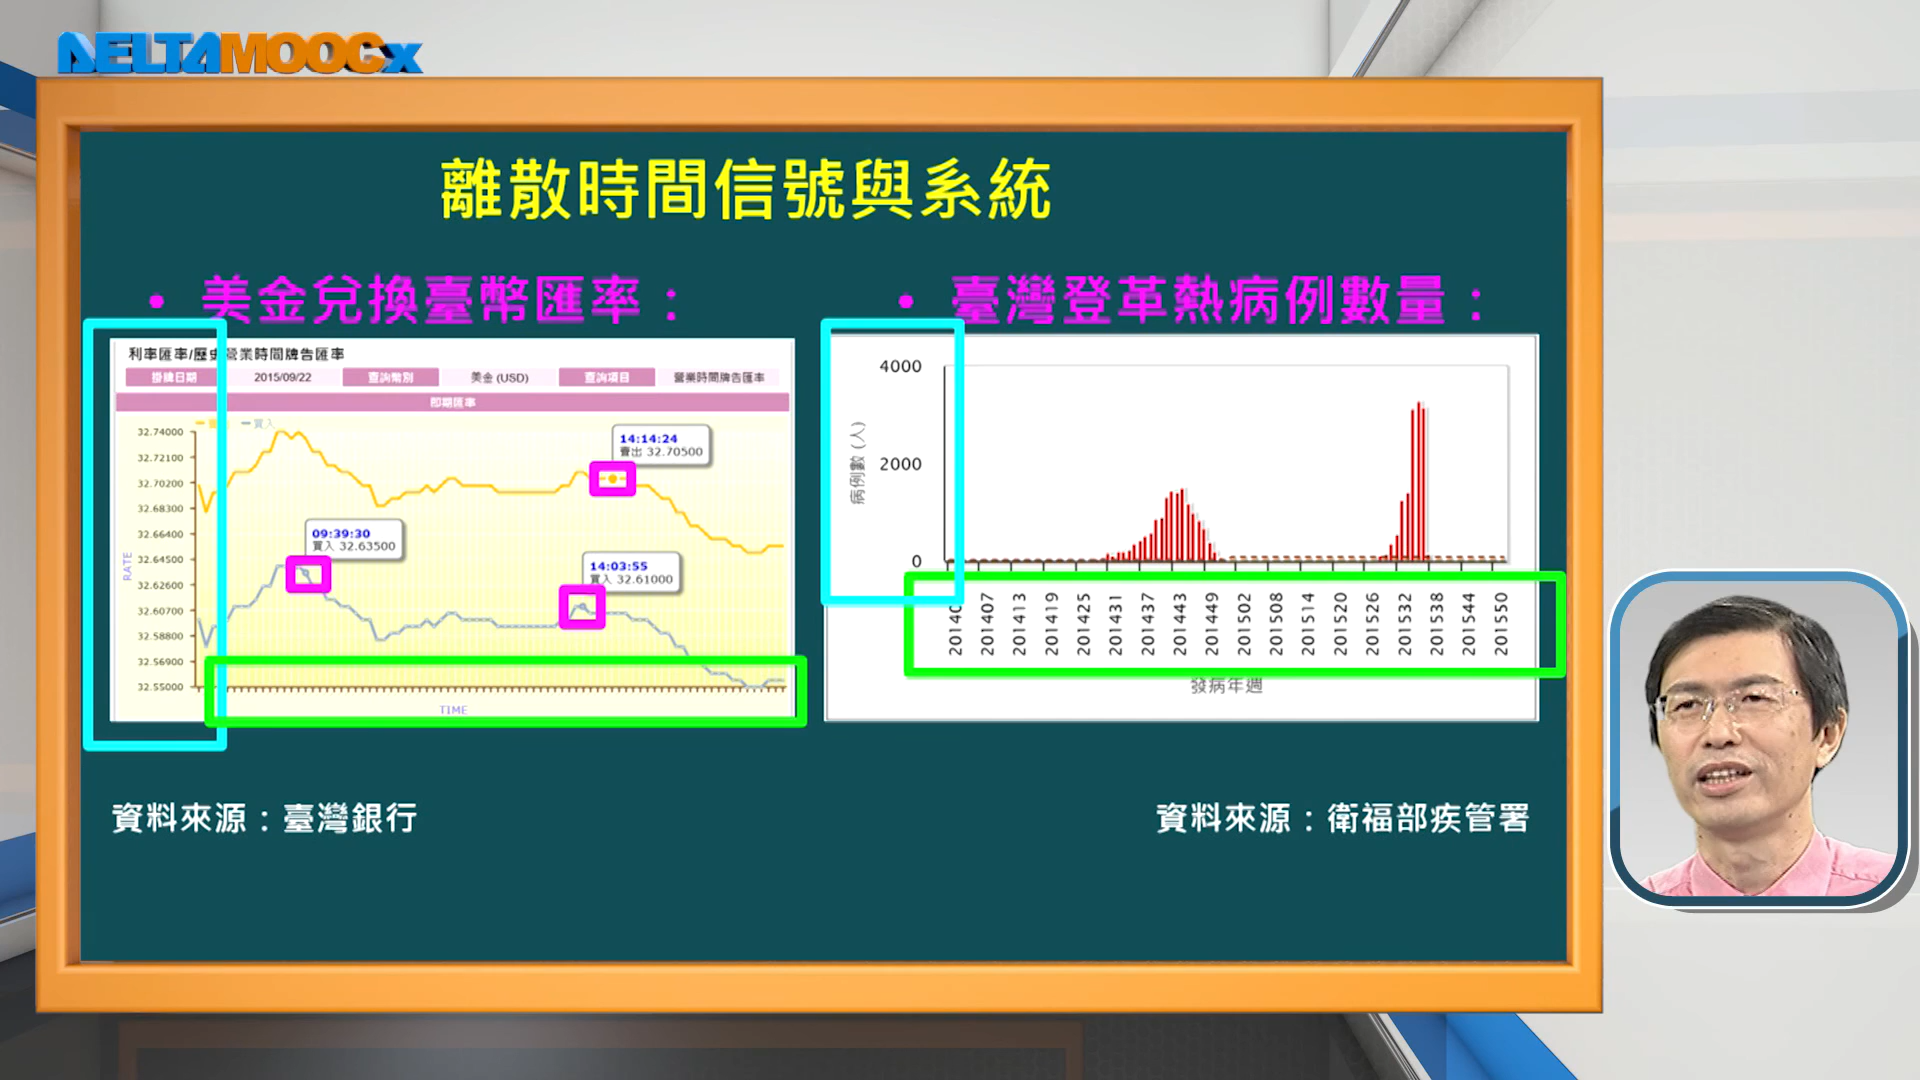 DELTAMOOCx
離散時間信號與系統
• 美金兌換臺幣匯率：
利率匯率/歷史營業時間牌告匯率
掛牌日期 2015/09/22 查詢幣別 美金 (USD) 查詢項目 營業時間牌告匯率
即期匯率
買入
32.74000
32.72100
32.70200
32.68300
32.66400
32.64500
32.62600
32.60700
32.58800
32.56900
32.55000
RATE
14:14:24
賣出 32.70500
09:39:30
買入 32.63500
14:03:55
買入 32.61000
TIME
資料來源：臺灣銀行
• 臺灣登革熱病例數量：
4000
2000
0
病例數 (人)
201407 201413 201419 201425 201431 201437 201443 201449 201502 201508 201514 201520 201526 201532 201538 201544 201550
發病年週
資料來源：衛福部疾管署